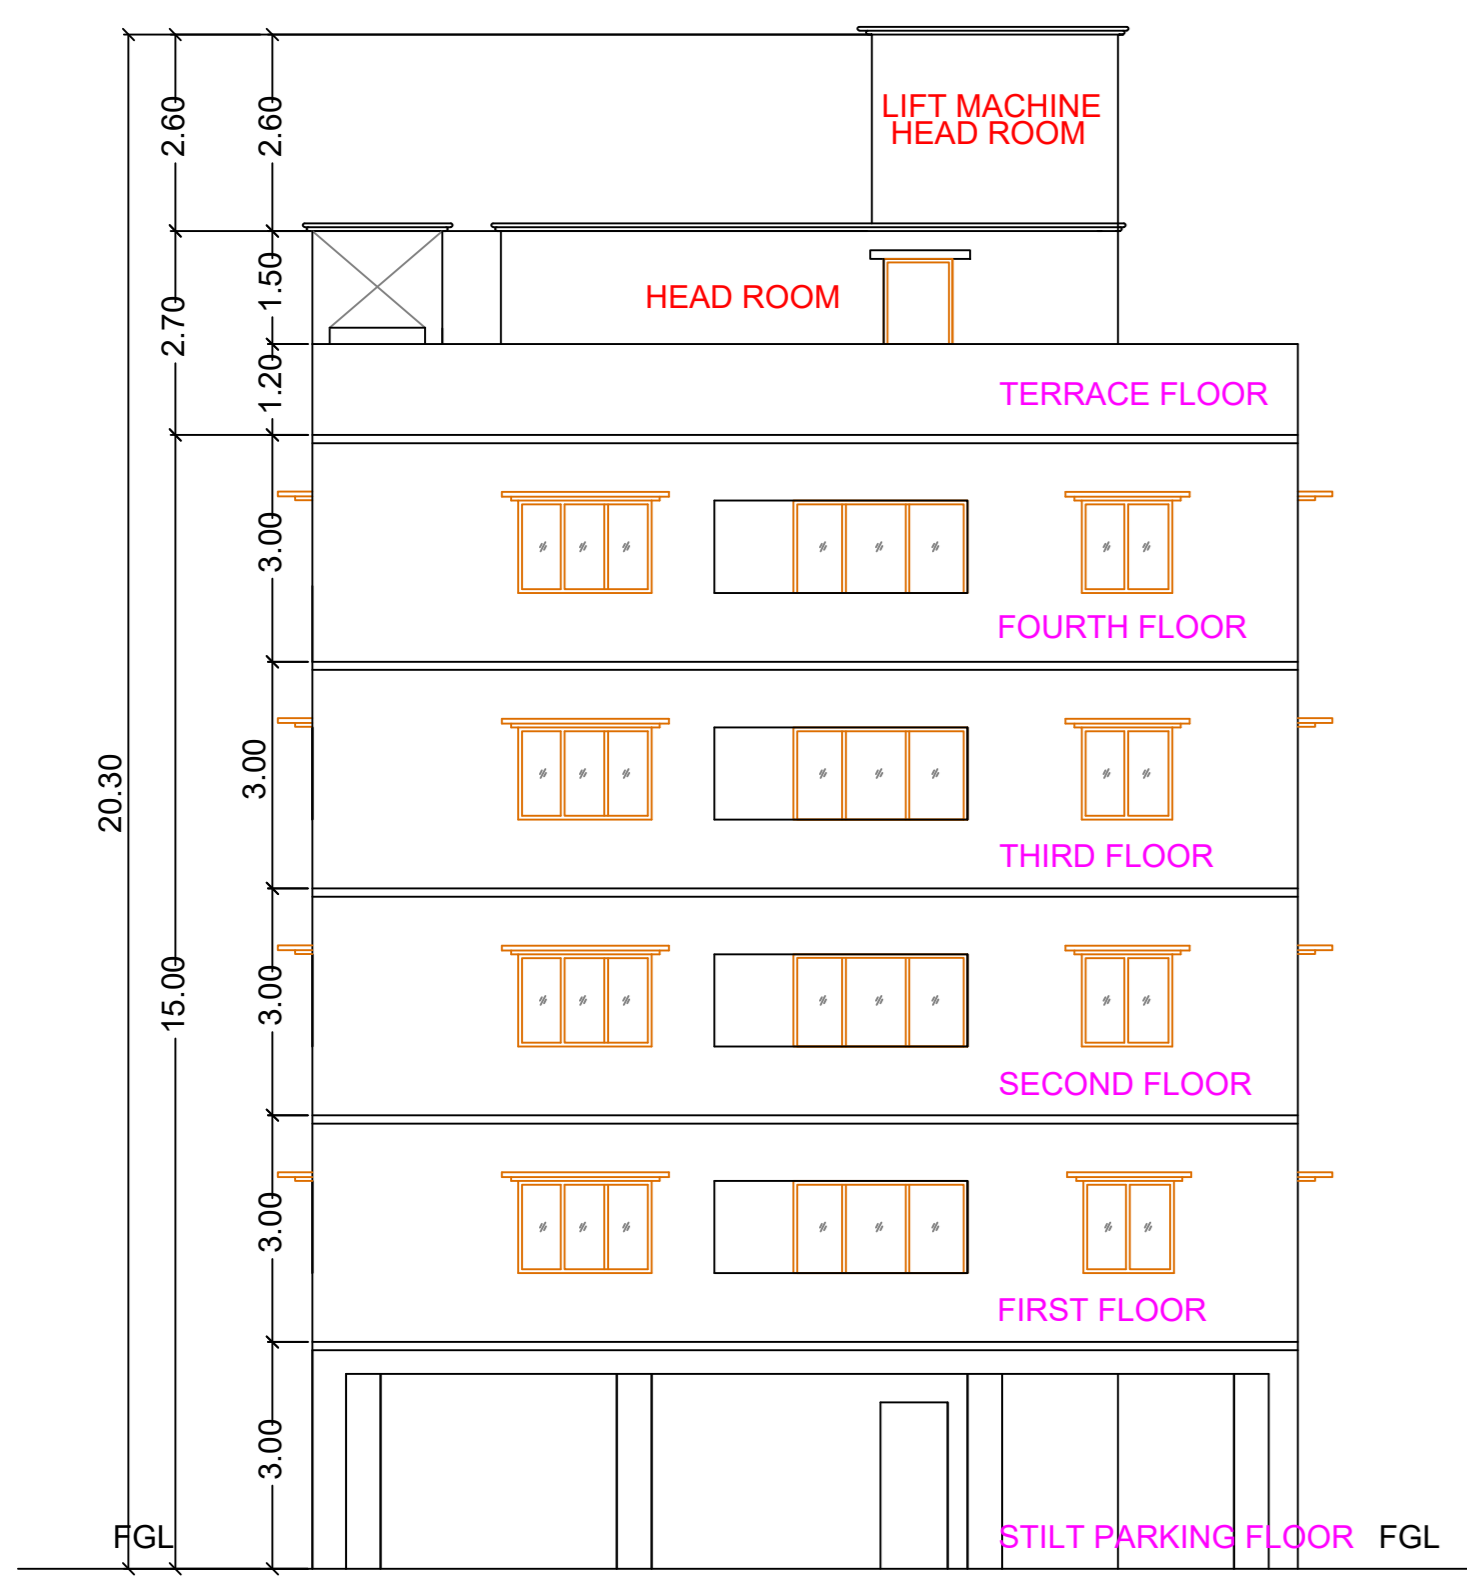 2.60
2.60
LIFT MACHINE
HEAD ROOM
2.70
1.50
HEAD ROOM
1.20
TERRACE FLOOR
3.00
FOURTH FLOOR
20.30
3.00
THIRD FLOOR
15.00
3.00
SECOND FLOOR
3.00
FIRST FLOOR
3.00
FGL
STILT PARKING FLOOR
FGL